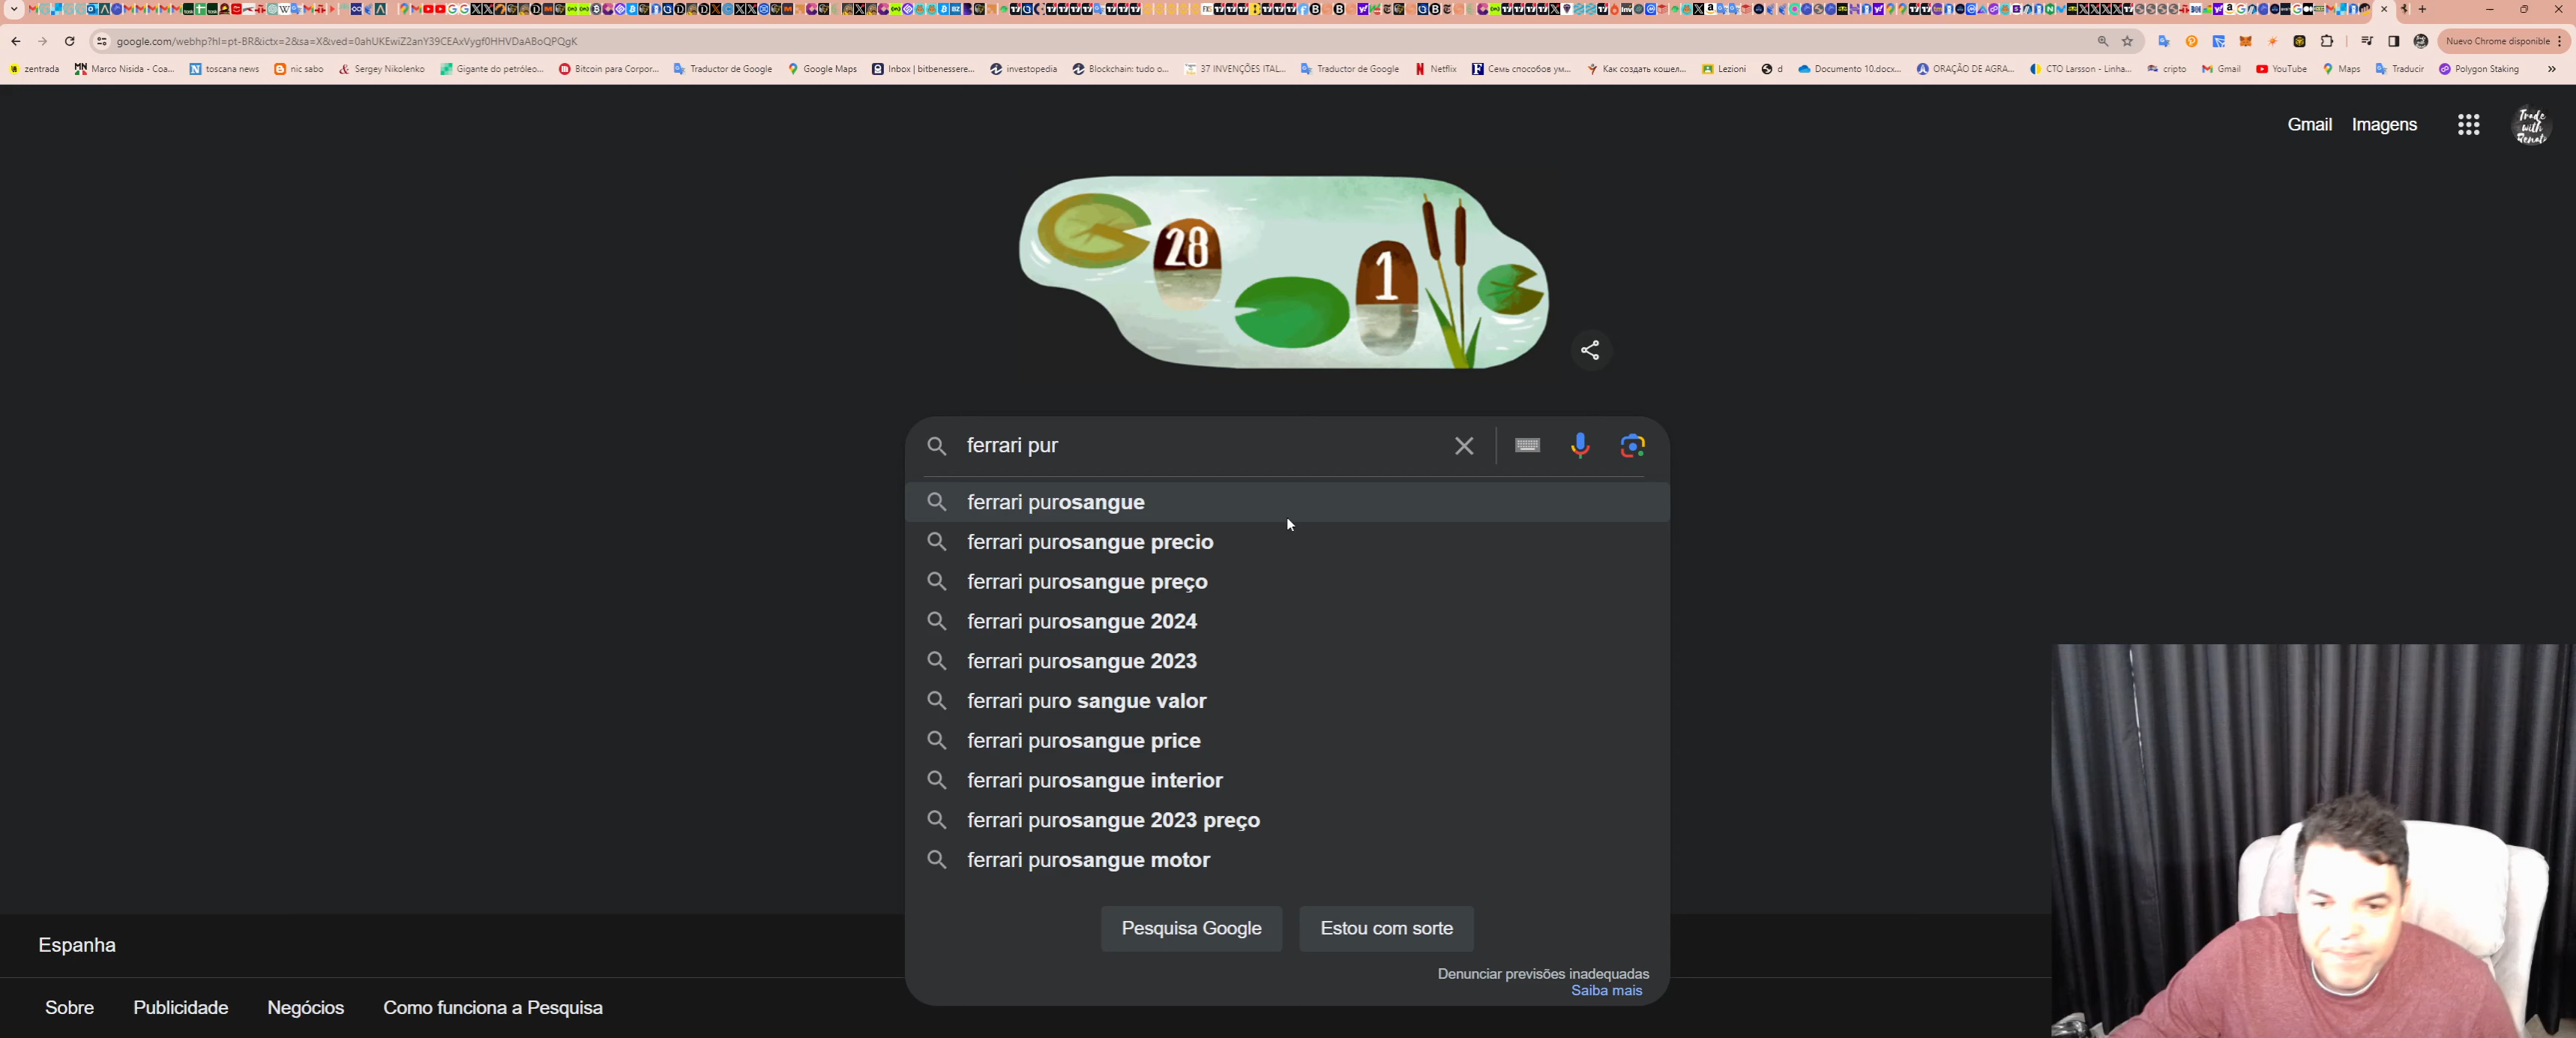 google.com/webhp?hl=pt-BR&ictx=2&sa=X&ved=0ahUKEwiZ2anY39CEAxVygf0HHVDaABoQPQgK
Nuevo Chrome disponible
zentrada
Marco Nisida - Coa...
toscana news
nic sabo
Sergey Nikolenko
Gigante do petróleo...
Bitcoin para Corpor...
Traductor de Google
Google Maps
Inbox | bitbenessere...
investopedia
Blockchain: tudo o...
37 INVENÇÕES ITAL...
Traductor de Google
Netflix
Семь способов ум...
Как создать кошел...
Lezioni
d
Documento 10.docx...
ORAÇÃO DE AGRA...
CTO Larsson - Linha...
cripto
Gmail
YouTube
Maps
Traducir
Polygon Staking
Gmail
Imagens
Trade
with
Renato
28
1
ferrari pur
ferrari purosangue
ferrari purosangue precio
ferrari purosangue preço
ferrari purosangue 2024
ferrari purosangue 2023
ferrari puro sangue valor
ferrari purosangue price
ferrari purosangue interior
ferrari purosangue 2023 preço
ferrari purosangue motor
Pesquisa Google
Estou com sorte
Denunciar previsões inadequadas
Saiba mais
Espanha
Sobre
Publicidade
Negócios
Como funciona a Pesquisa